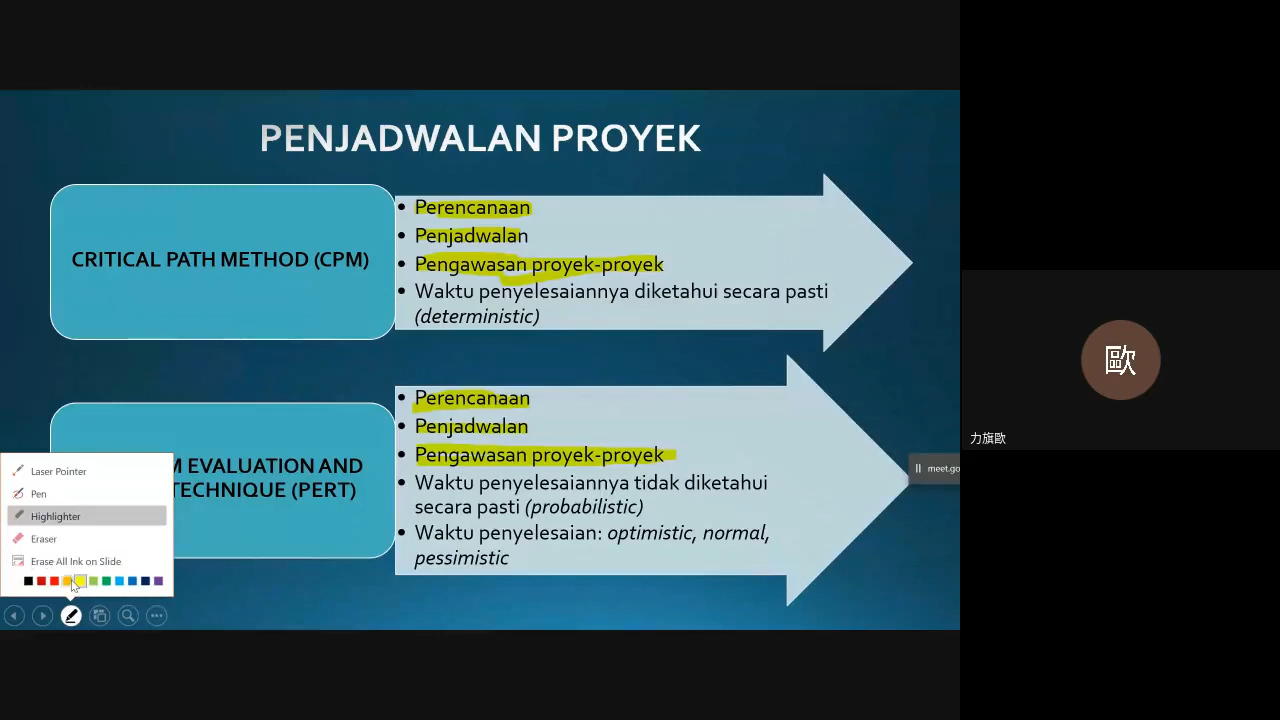 PENJADWALAN PROYEK
CRITICAL PATH METHOD (CPM)
• Perencanaan
• Penjadwalan
• Pengawasan proyek-proyek
• Waktu penyelesaiannya diketahui secara pasti
(deterministic)
EVALUATION AND
TECHNIQUE (PERT)
• Perencanaan
• Penjadwalan
• Pengawasan proyek-proyek
• Waktu penyelesaiannya tidak diketahui
secara pasti (probabilistic)
• Waktu penyelesaian: optimistic, normal,
pessimistic
Laser Pointer
Pen
Highlighter
Eraser
Erase All Ink on Slide
meet.go
歐
力旗歐